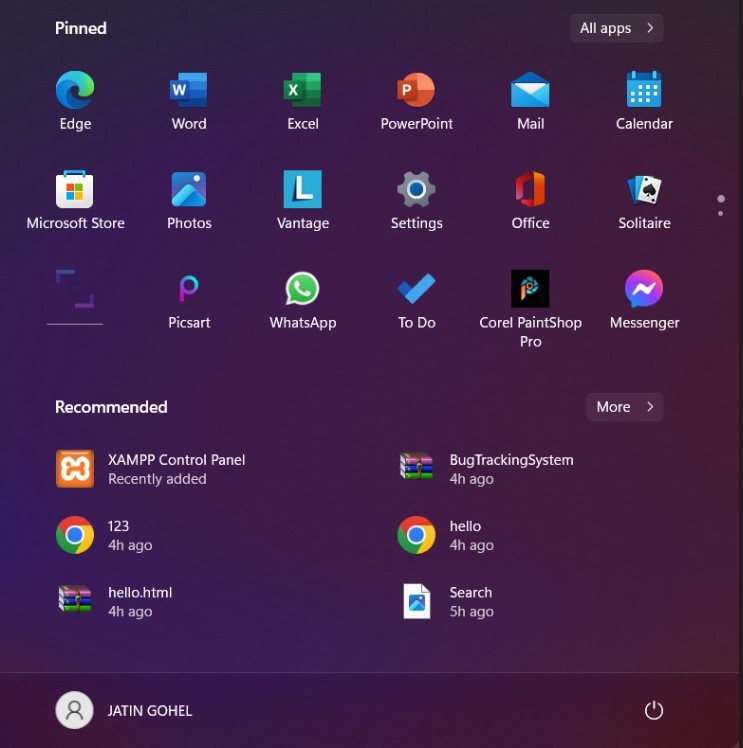 Pinned
All apps
Edge
Word
Excel
PowerPoint
Mail
Calendar
Microsoft Store
Photos
Vantage
Settings
Office
Solitaire
Picsart
WhatsApp
To Do
Corel PaintShop
Pro
Messenger
Recommended
More
XAMPP Control Panel
Recently added
BugTrackingSystem
4h ago
123
4h ago
hello
4h ago
hello.html
4h ago
Search
5h ago
JATIN GOHEL